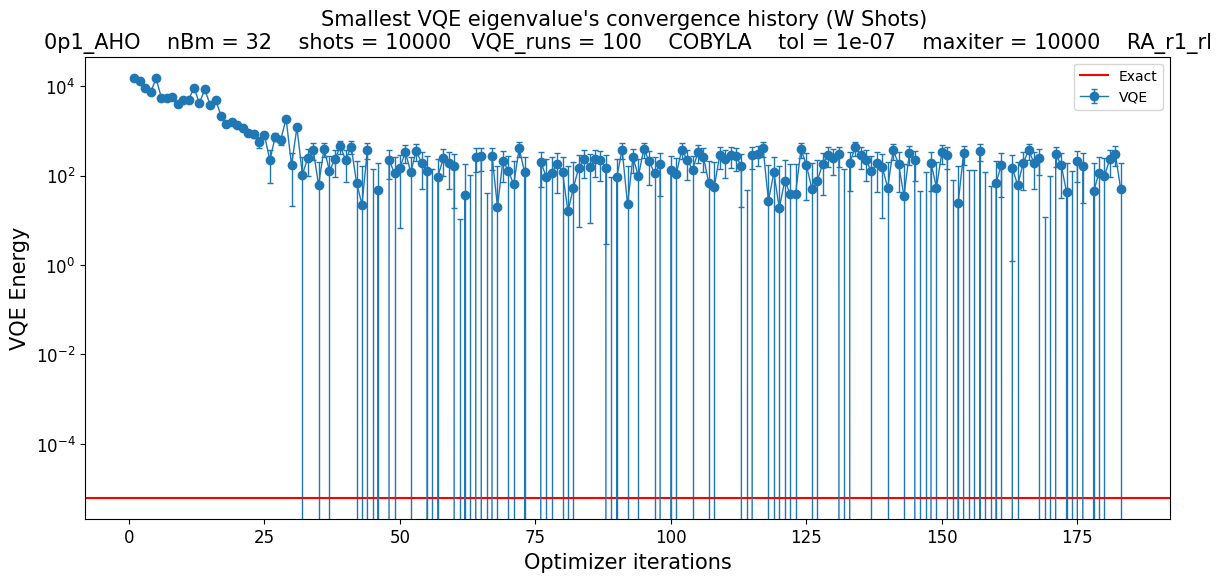 Smallest VQE eigenvalue's convergence history (W Shots)
0p1_AHO nBm = 32 shots = 10000 VQE_runs = 100 COBYLA tol = 1e-07 maxiter = 10000
Exact
VQE
VQE Energy
10^4
10^2
10^0
10^−2
10^−4
0 25 50 75 100 125 150 175
Optimizer iterations